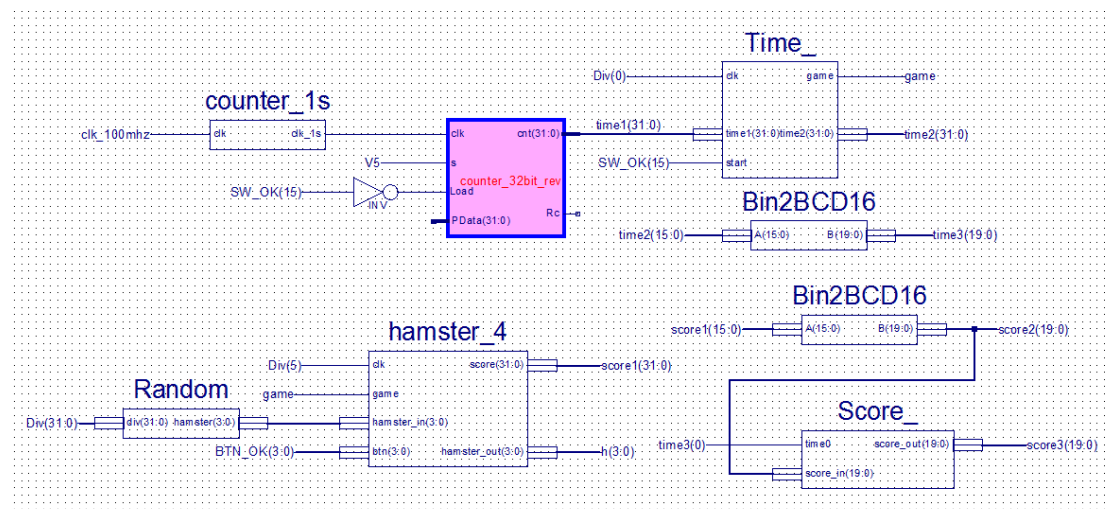 Time_
Div(0)
clk
game
game
counter_1s
clk_100mhz
clk
clk_1s
clk
cnt(31:0)
time1(31:0)
time1(31:0)
time2(31:0)
time2(31:0)
V5
s
SW_OK(15)
start
counter_32bit_rev
SW_OK(15)
INV
Load
PData(31:0)
Rc
Bin2BCD16
time2(15:0)
A(15:0)
B(19:0)
time3(19:0)
Bin2BCD16
score1(15:0)
A(15:0)
B(19:0)
score2(19:0)
hamster_4
Div(5)
clk
score(31:0)
score1(31:0)
Random
game
game
Div(31:0)
div(31:0)
hamster(3:0)
hamster_in(3:0)
BTN_OK(3:0)
btn(3:0)
hamster_out(3:0)
h(3:0)
Score_
time3(0)
time0
score_out(19:0)
score3(19:0)
score_in(19:0)